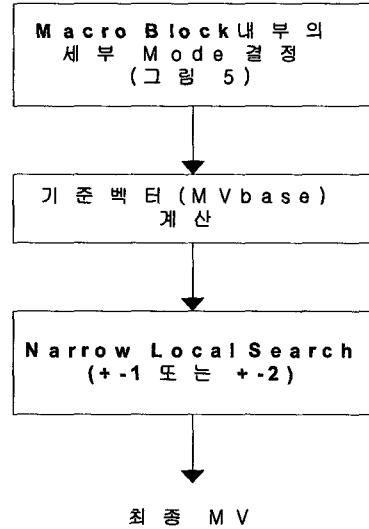 Macro Block내부의
세부 Mode 결정
(그림 5)
기준벡터(MVbase)
계산
Narrow Local Search
(+-1 또는 +-2)
최종 MV